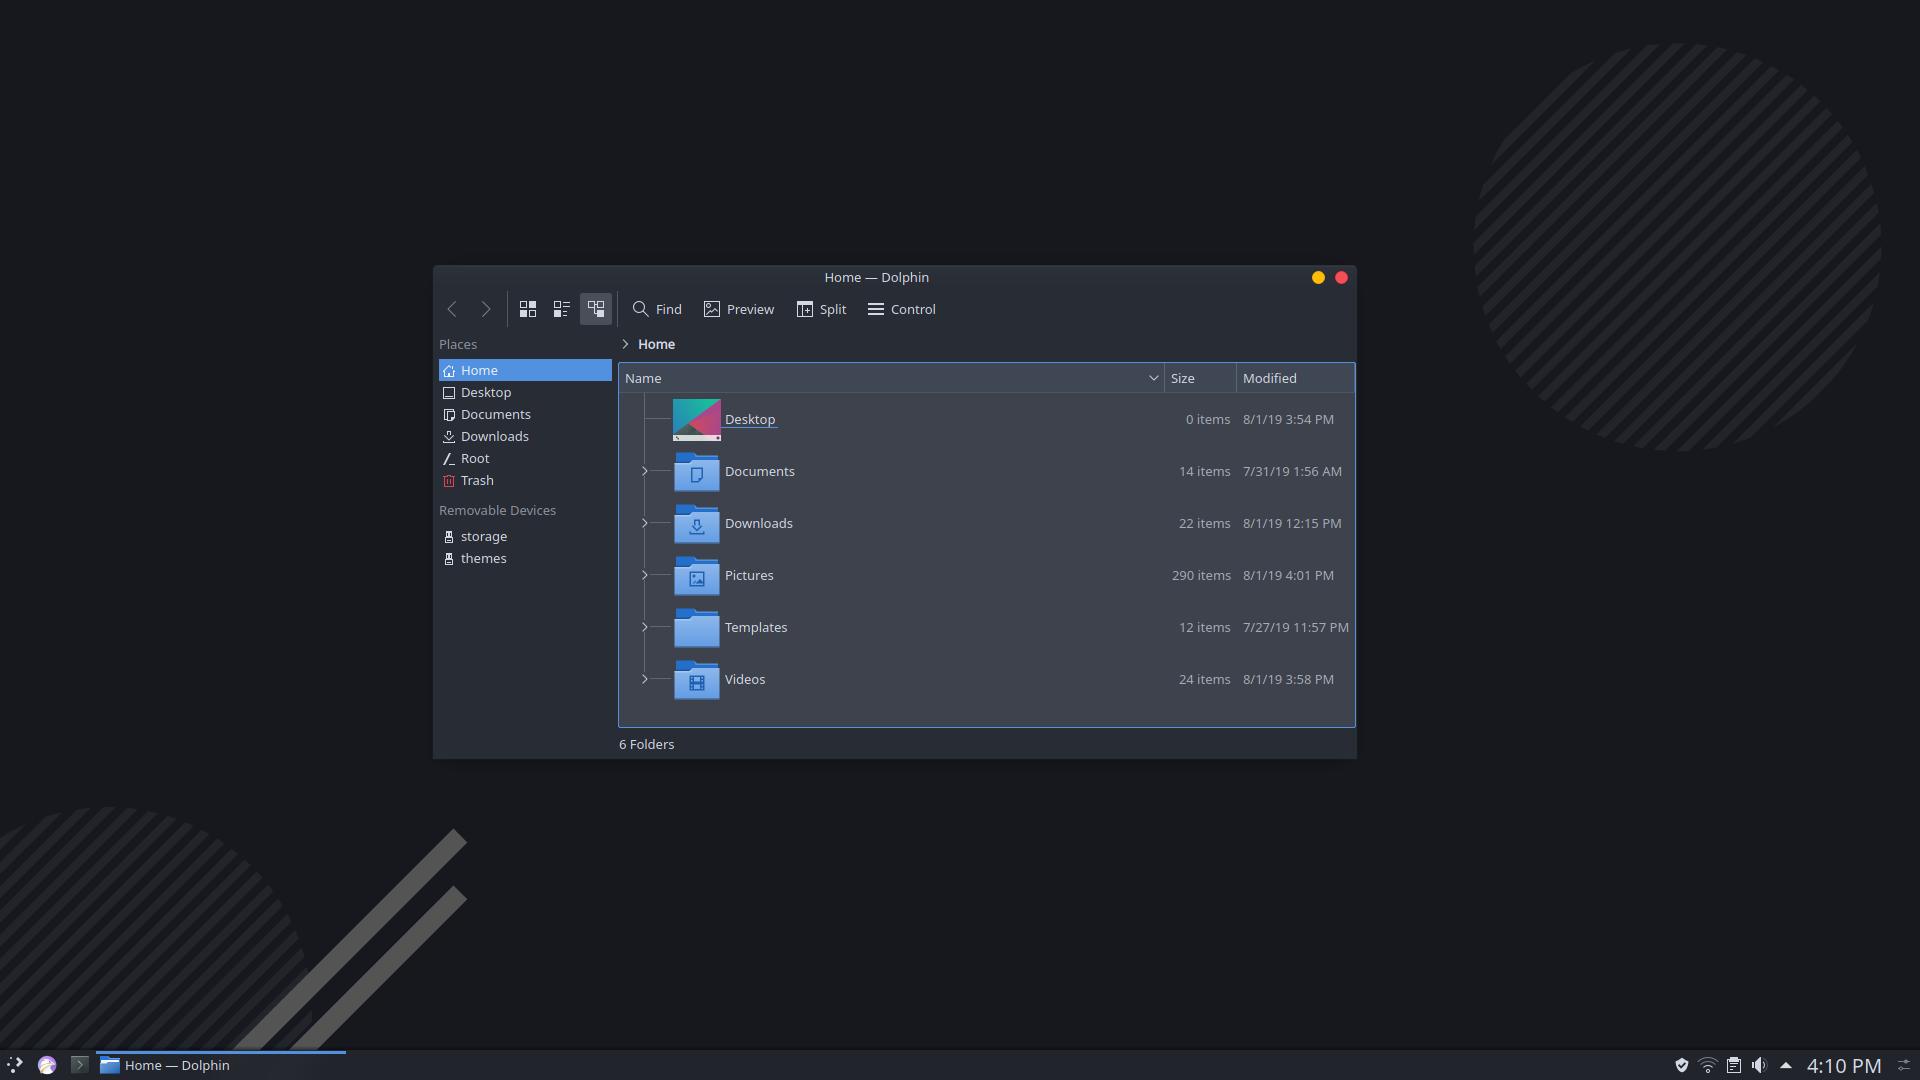 Home — Dolphin
Find Preview Split Control
Places
Home
Desktop
Documents
Downloads
Root
Trash
Removable Devices
storage
themes
Home
Name Size Modified
Desktop 0 items 8/1/19 3:54 PM
Documents 14 items 7/31/19 1:56 AM
Downloads 22 items 8/1/19 12:15 PM
Pictures 290 items 8/1/19 4:01 PM
Templates 12 items 7/27/19 11:57 PM
Videos 24 items 8/1/19 3:58 PM
6 Folders
Home — Dolphin
4:10 PM